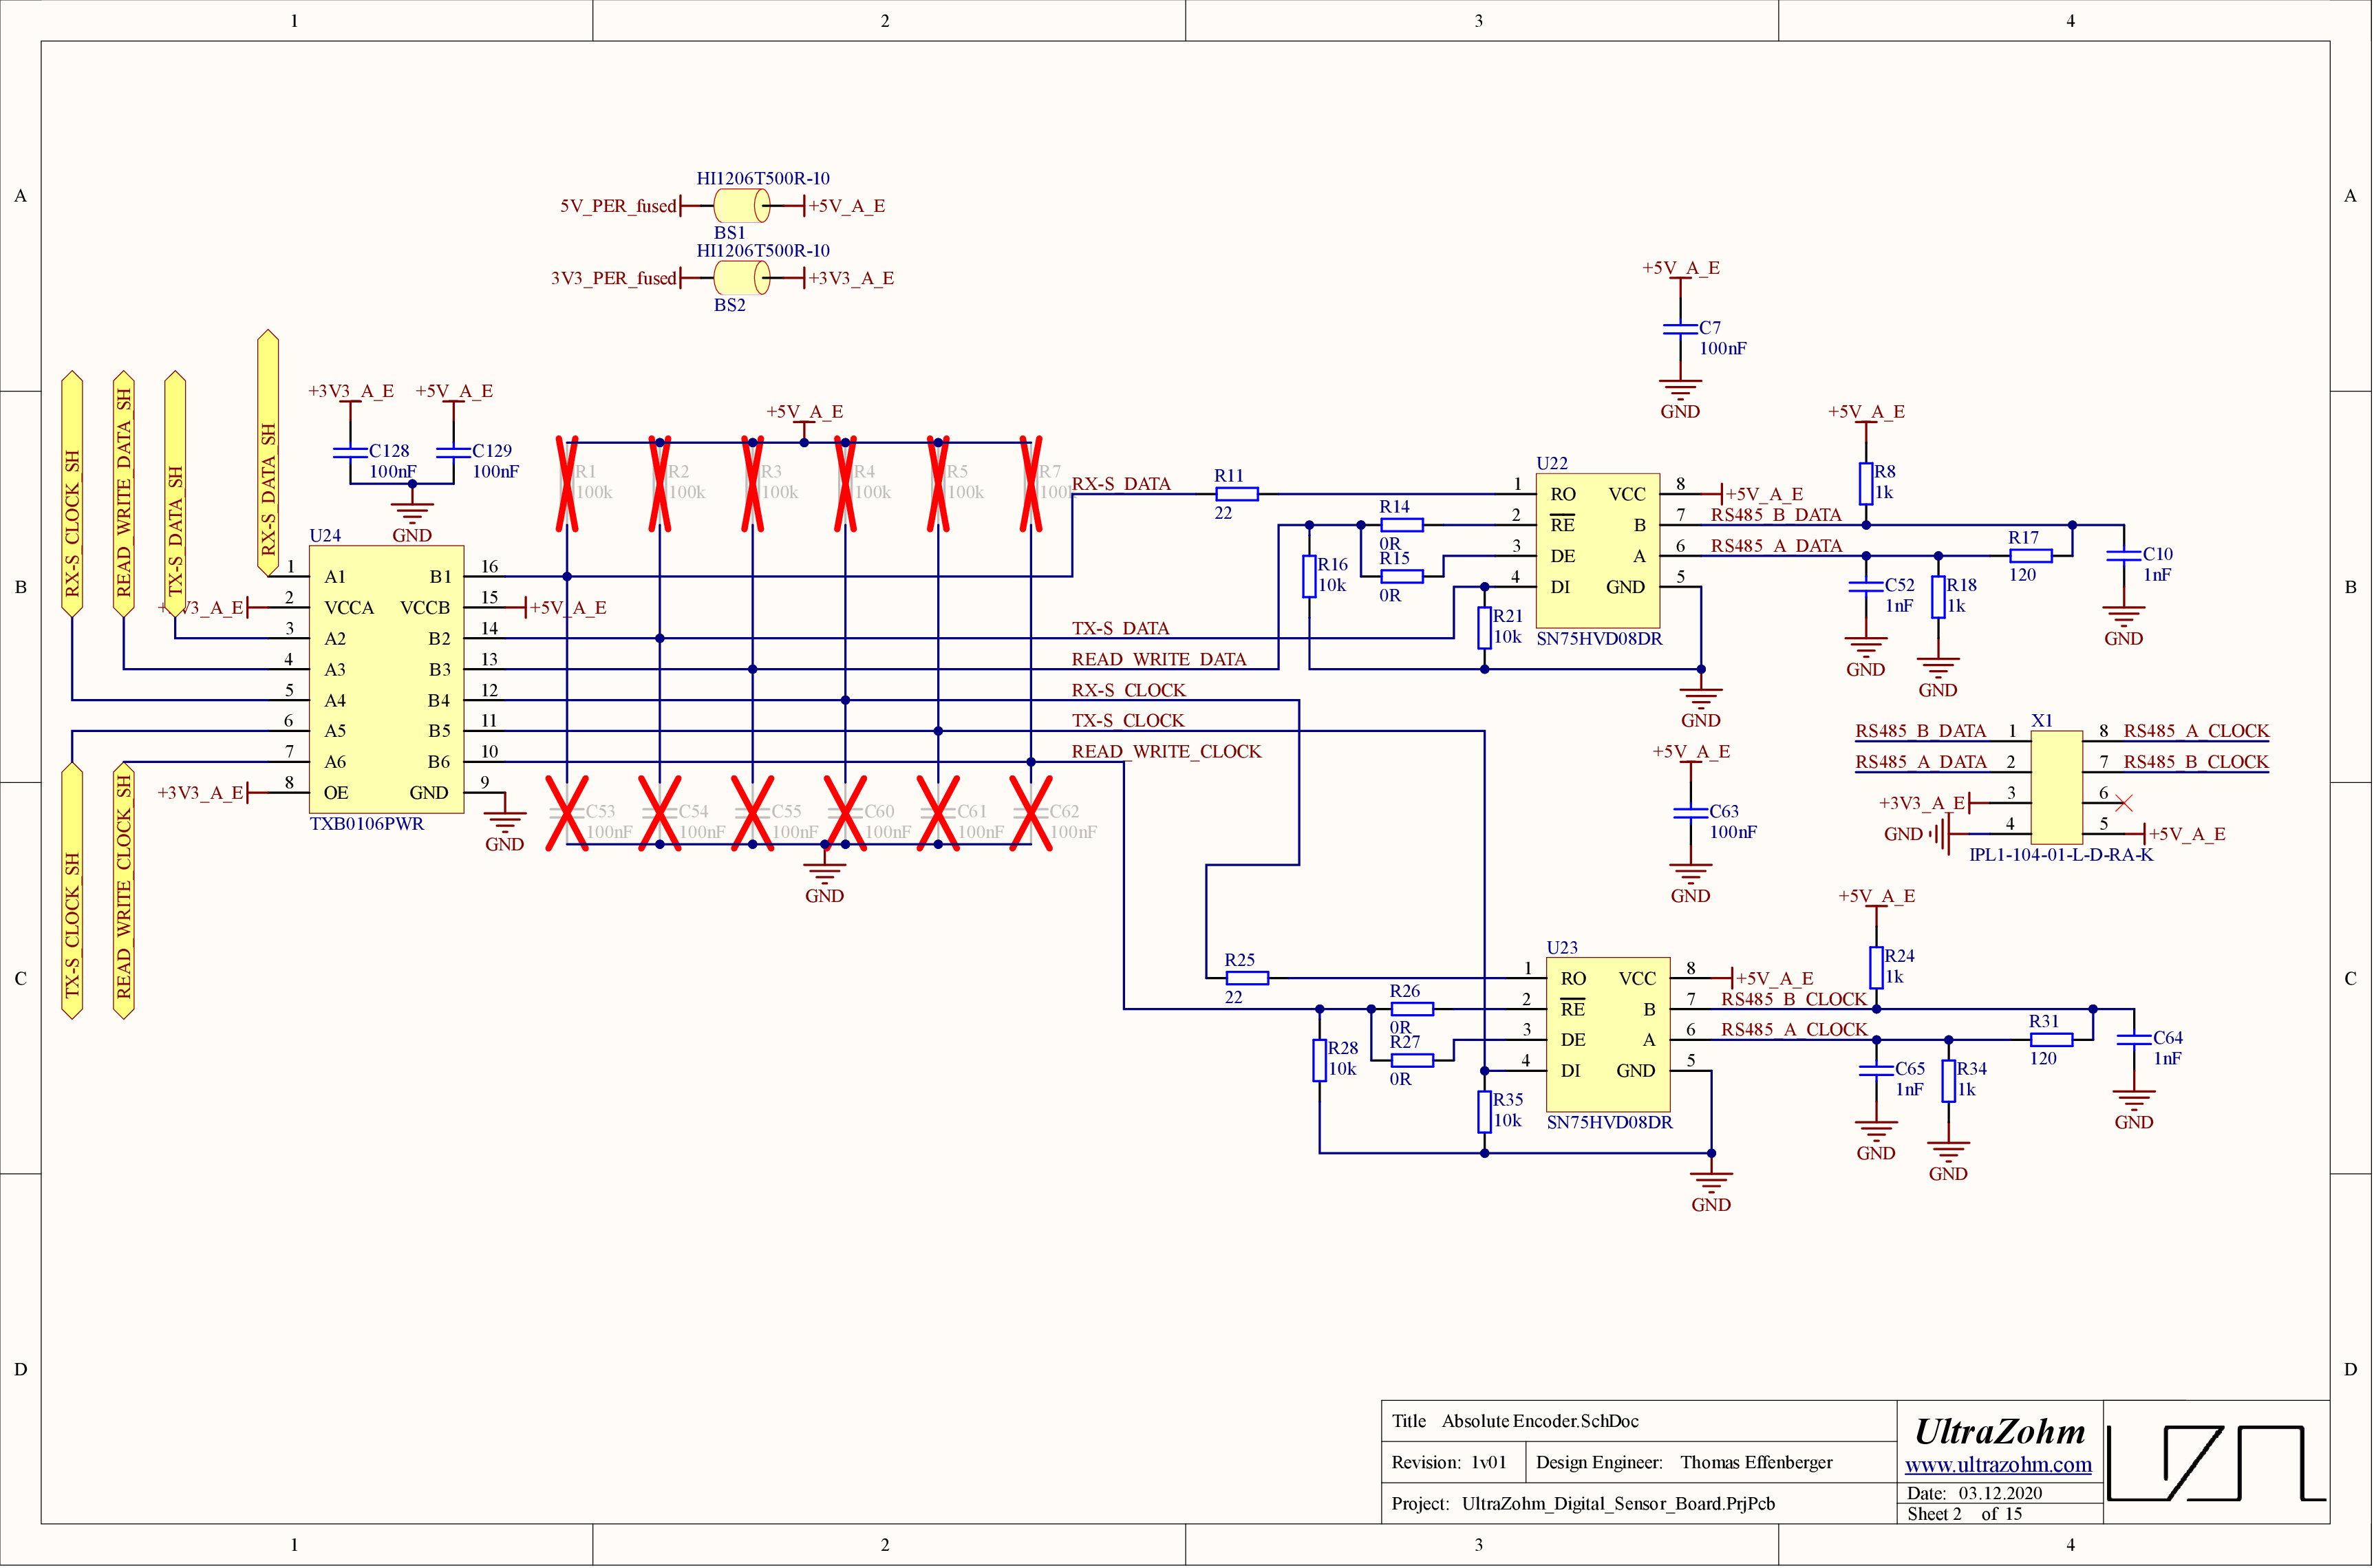 1 2 3 4
A A
HI1206T500R-10
5V_PER_fused +5V_A_E
BS1
HI1206T500R-10
3V3_PER_fused +3V3_A_E
BS2
+5V_A_E
C7
100nF
GND
RX-S_CLOCK_SH
READ_WRITE_DATA_SH
TX-S_DATA_SH
RX-S_DATA_SH
+3V3_A_E +5V_A_E
C128 C129
100nF 100nF
GND
B B
U24
1 A1 B1 16
V3_A_E 2 VCCA VCCB 15 +5V_A_E
3 A2 B2 14
4 A3 B3 13
5 A4 B4 12
6 A5 B5 11
7 A6 B6 10
+3V3_A_E 8 OE GND 9
TXB0106PWR
GND
TX-S_CLOCK_SH
READ_WRITE_CLOCK_SH
+5V_A_E
R1 R2 R3 R4 R5 R7
100k 100k 100k 100k 100k 100k
C53 C54 C55 C60 C61 C62
100nF 100nF 100nF 100nF 100nF 100nF
GND
RX-S_DATA
TX-S_DATA
READ_WRITE_DATA
RX-S_CLOCK
TX-S_CLOCK
READ_WRITE_CLOCK
R11
22
R14
0R
R15
0R
R16
10k
R21
10k
U22
1 RO VCC 8 +5V_A_E
2 RE B 7 RS485_B_DATA
3 DE A 6 RS485_A_DATA
4 DI GND 5
SN75HVD08DR
GND
+5V_A_E
R8
1k
R17
120
C10
1nF
GND
C52
1nF
GND
R18
1k
GND
X1
RS485_B_DATA 1 8 RS485_A_CLOCK
RS485_A_DATA 2 7 RS485_B_CLOCK
+3V3_A_E 3 6
GND 4 5 +5V_A_E
IPL1-104-01-L-D-RA-K
+5V_A_E
C63
100nF
GND
C C
R25
22
R26
0R
R27
0R
R28
10k
R35
10k
U23
1 RO VCC 8 +5V_A_E
2 RE B 7 RS485_B_CLOCK
3 DE A 6 RS485_A_CLOCK
4 DI GND 5
SN75HVD08DR
GND
+5V_A_E
R24
1k
R31
120
C64
1nF
GND
C65
1nF
GND
R34
1k
GND
D D
Title Absolute Encoder.SchDoc
Revision: 1v01 Design Engineer: Thomas Effenberger
Project: UltraZohm_Digital_Sensor_Board.PrjPcb
UltraZohm
www.ultrazohm.com
Date: 03.12.2020
Sheet 2 of 15
1 2 3 4